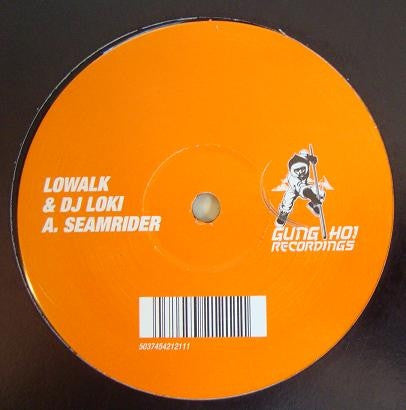 LOWALK
& DJ LOKI
A. SEAMRIDER
GUNG HO!
RECORDINGS
5037454212111